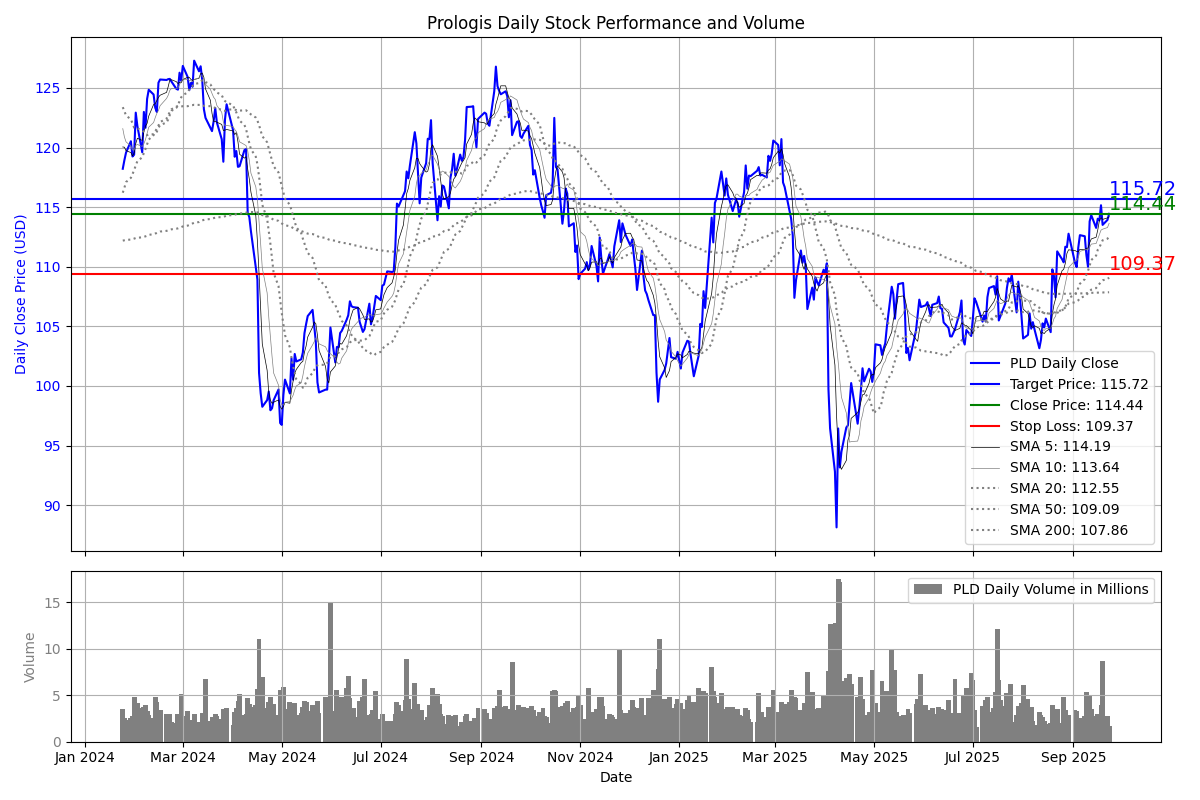 Prologis Daily Stock Performance and Volume
Daily Close Price (USD)
125
120
115
110
105
100
95
90
115.72
114.44
109.37
PLD Daily Close
Target Price: 115.72
Close Price: 114.44
Stop Loss: 109.37
SMA 5: 114.19
SMA 10: 113.64
SMA 20: 112.55
SMA 50: 109.09
SMA 200: 107.86
Volume
15
10
5
0
PLD Daily Volume in Millions
Jan 2024 Mar 2024 May 2024 Jul 2024 Sep 2024 Nov 2024 Jan 2025 Mar 2025 May 2025 Jul 2025 Sep 2025
Date